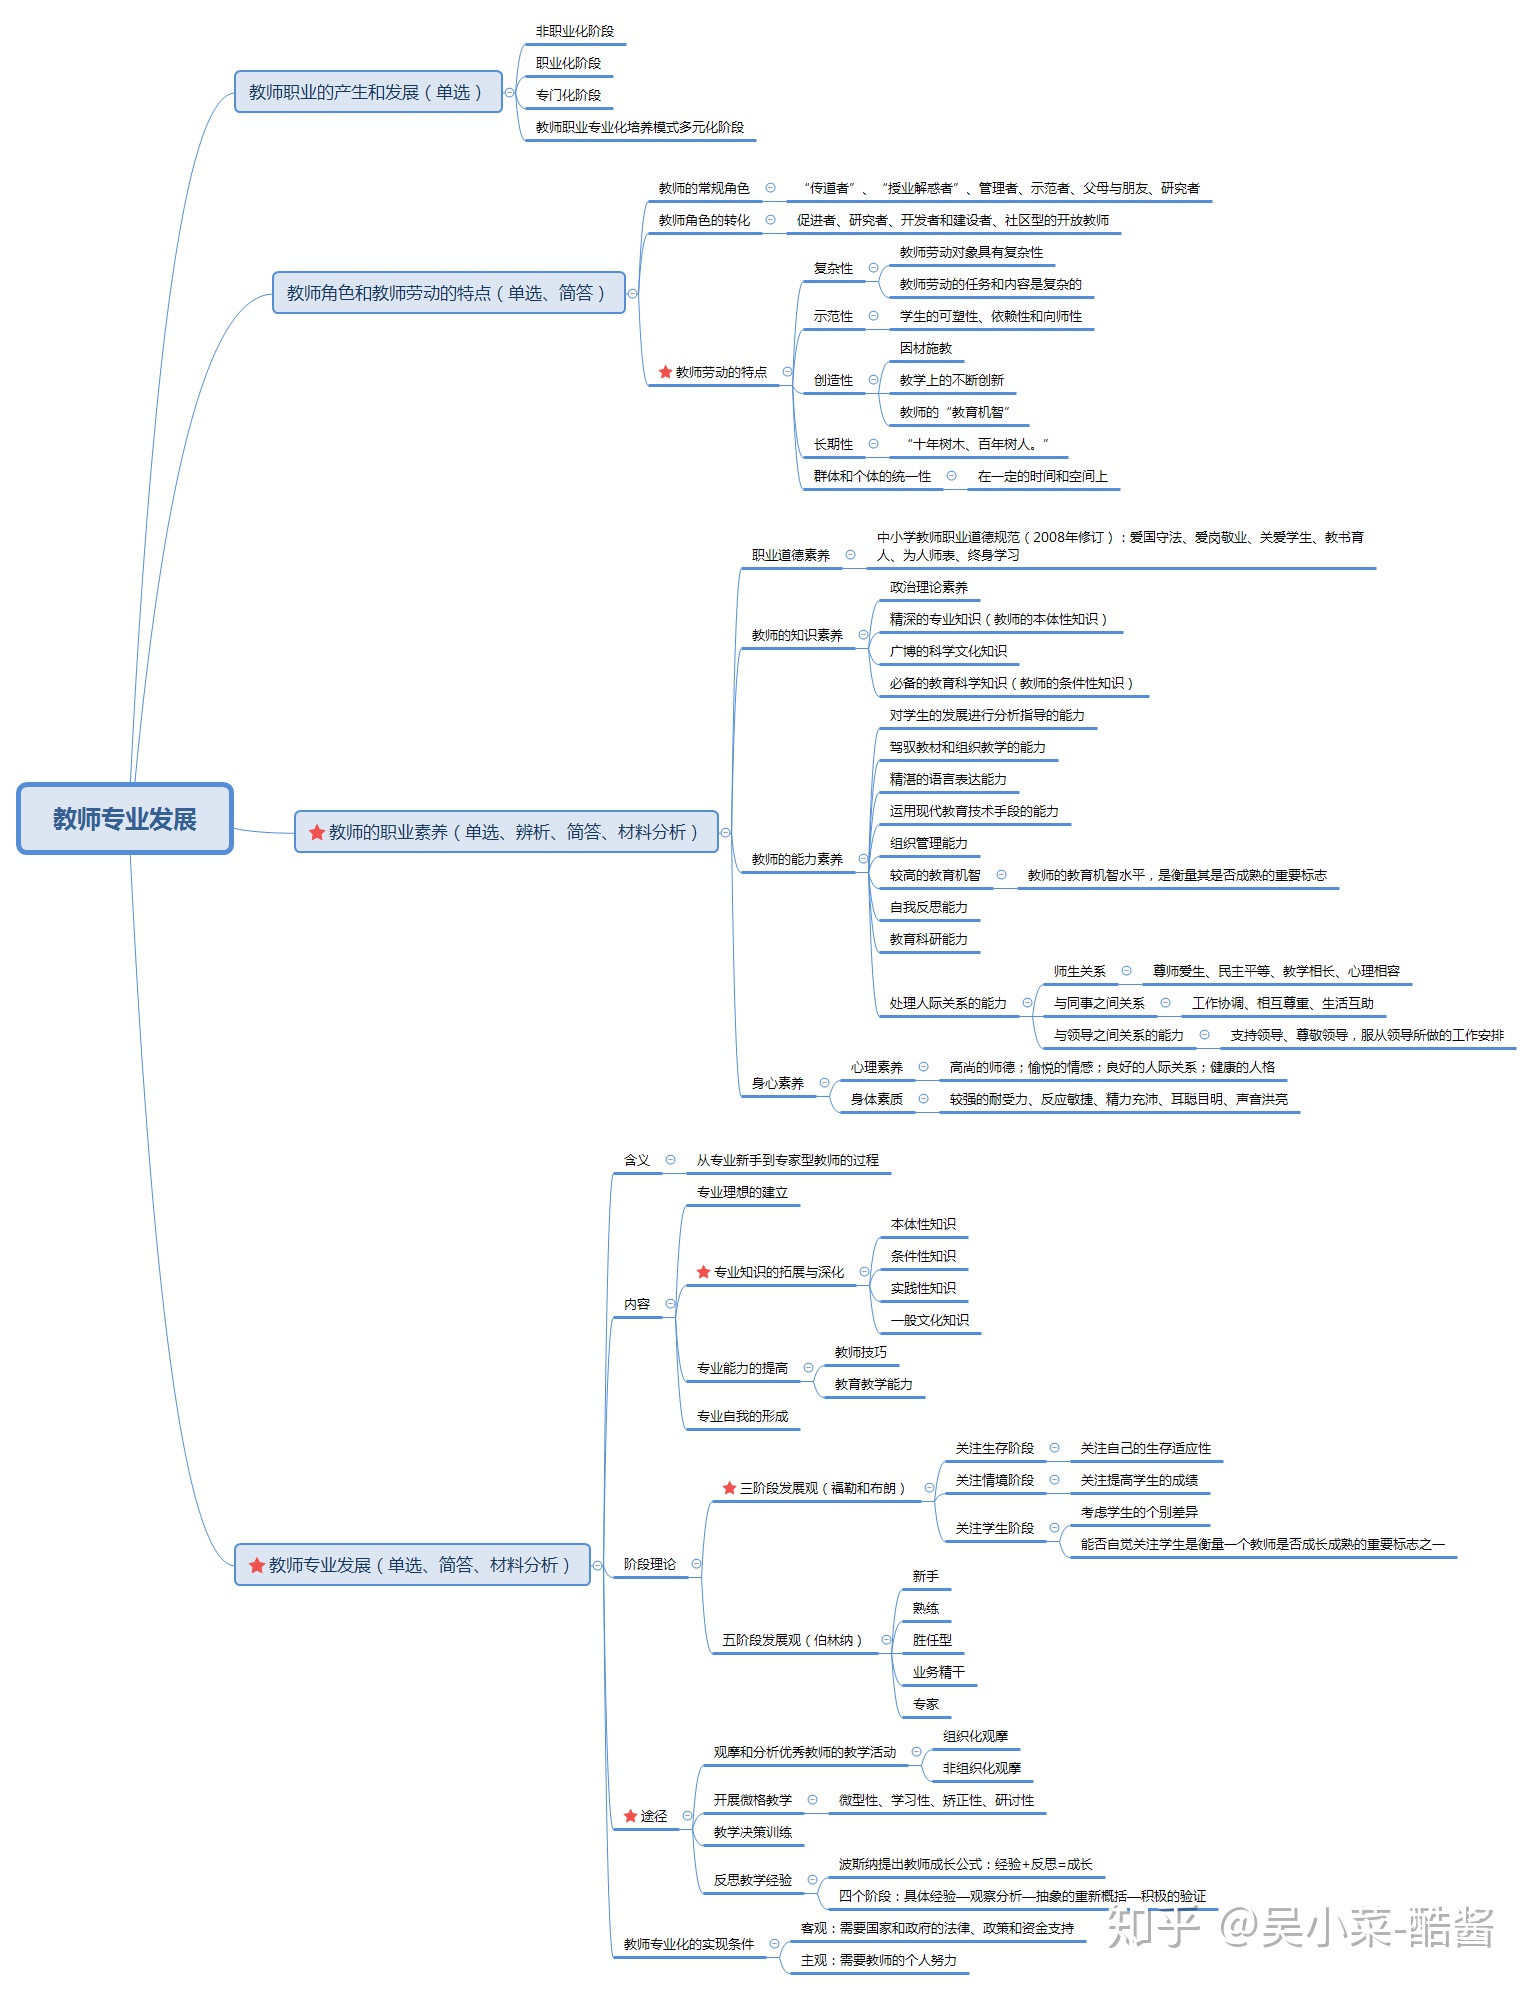 教师专业发展
教师职业的产生和发展（单选）
非职业化阶段
职业化阶段
专门化阶段
教师职业专业化培养模式多元化阶段
教师角色和教师劳动的特点（单选、简答）
教师的常规角色
“传道者”、“授业解惑者”、管理者、示范者、父母与朋友、研究者
教师角色的转化
促进者、研究者、开发者和建设者、社区型的开放教师
教师劳动的特点
复杂性
教师劳动对象具有复杂性
教师劳动的任务和内容是复杂的
示范性
学生的可塑性、依赖性和向师性
创造性
因材施教
教学上的不断创新
教师的“教育机智”
长期性
“十年树木、百年树人。“
群体和个体的统一性
在一定的时间和空间上
教师的职业素养（单选、辨析、简答、材料分析）
职业道德素养
中小学教师职业道德规范（2008年修订）：爱国守法、爱岗敬业、关爱学生、教书育
人、为人师表、终身学习
教师的知识素养
政治理论素养
精深的专业知识（教师的本体性知识）
广博的科学文化知识
必备的教育科学知识（教师的条件性知识）
教师的能力素养
对学生的发展进行分析指导的能力
驾驭教材和组织教学的能力
精湛的语言表达能力
运用现代教育技术手段的能力
组织管理能力
较高的教育机智
教师的教育机智水平，是衡量其是否成熟的重要标志
自我反思能力
教育科研能力
处理人际关系的能力
师生关系
尊师爱生、民主平等、教学相长、心理相容
与同事之间关系
工作协调、相互尊重、生活互助
与领导之间关系的能力
支持领导、尊敬领导，服从领导所做的工作安排
身心素养
心理素养
高尚的师德；愉悦的情感；良好的人际关系；健康的人格
身体素质
较强的耐受力、反应敏捷、精力充沛、耳聪目明、声音洪亮
教师专业发展（单选、简答、材料分析）
含义
从专业新手到专家型教师的过程
内容
专业理想的建立
专业知识的拓展与深化
本体性知识
条件性知识
实践性知识
一般文化知识
专业能力的提高
教师技巧
教育教学能力
专业自我的形成
阶段理论
三阶段发展观（福勒和布朗）
关注生存阶段
关注自己的生存适应性
关注情境阶段
关注提高学生的成绩
关注学生阶段
考虑学生的个别差异
能否自觉关注学生是衡量一个教师是否成长成熟的重要标志之一
五阶段发展观（伯林纳）
新手
熟练
胜任型
业务精干
专家
途径
观摩和分析优秀教师的教学活动
组织化观摩
非组织化观摩
开展微格教学
微型性、学习性、矫正性、研讨性
教学决策训练
反思教学经验
波斯纳提出教师成长公式：经验+反思=成长
四个阶段：具体经验—观察分析—抽象的重新概括—积极的验证
教师专业化的实现条件
客观：需要国家和政府的法律、政策和资金支持
主观：需要教师的个人努力
知乎 @吴小菜-酷酱